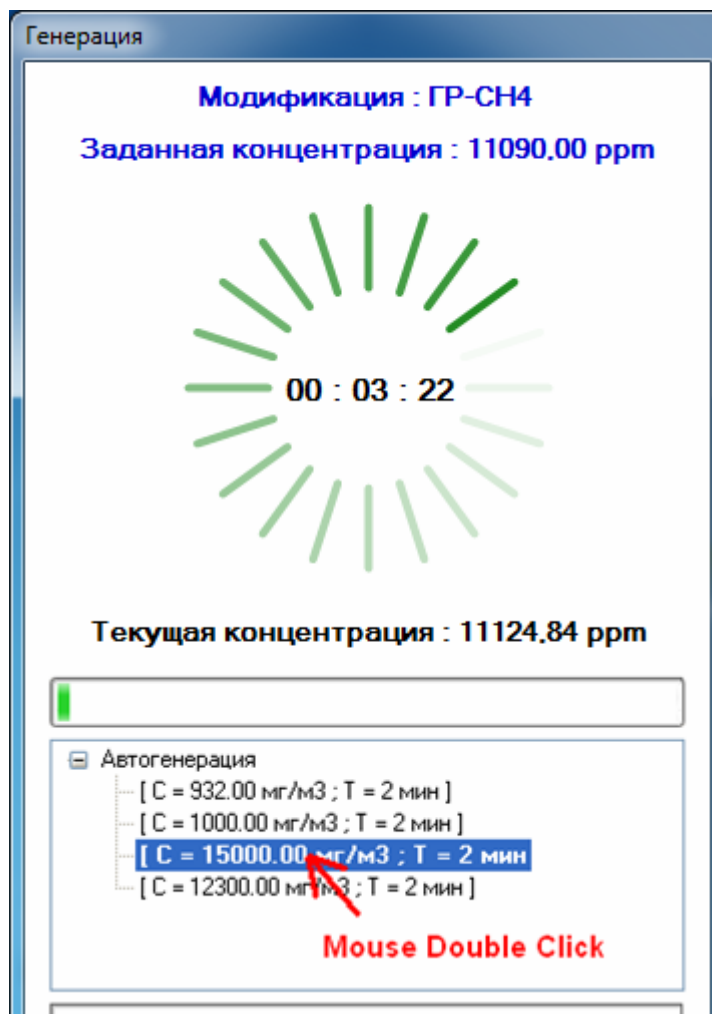 Генерация
Модификация : ГР-СН4
Заданная концентрация : 11090.00 ppm
00 : 03 : 22
Текущая концентрация : 11124.84 ppm
Автогенерация
[ C = 932.00 мг/м3 ; T = 2 мин ]
[ C = 1000.00 мг/м3 ; T = 2 мин ]
[ C = 15000.00 мг/м3 ; T = 2 мин
[ C = 12300.00 мг/м3 ; T = 2 мин ]
Mouse Double Click